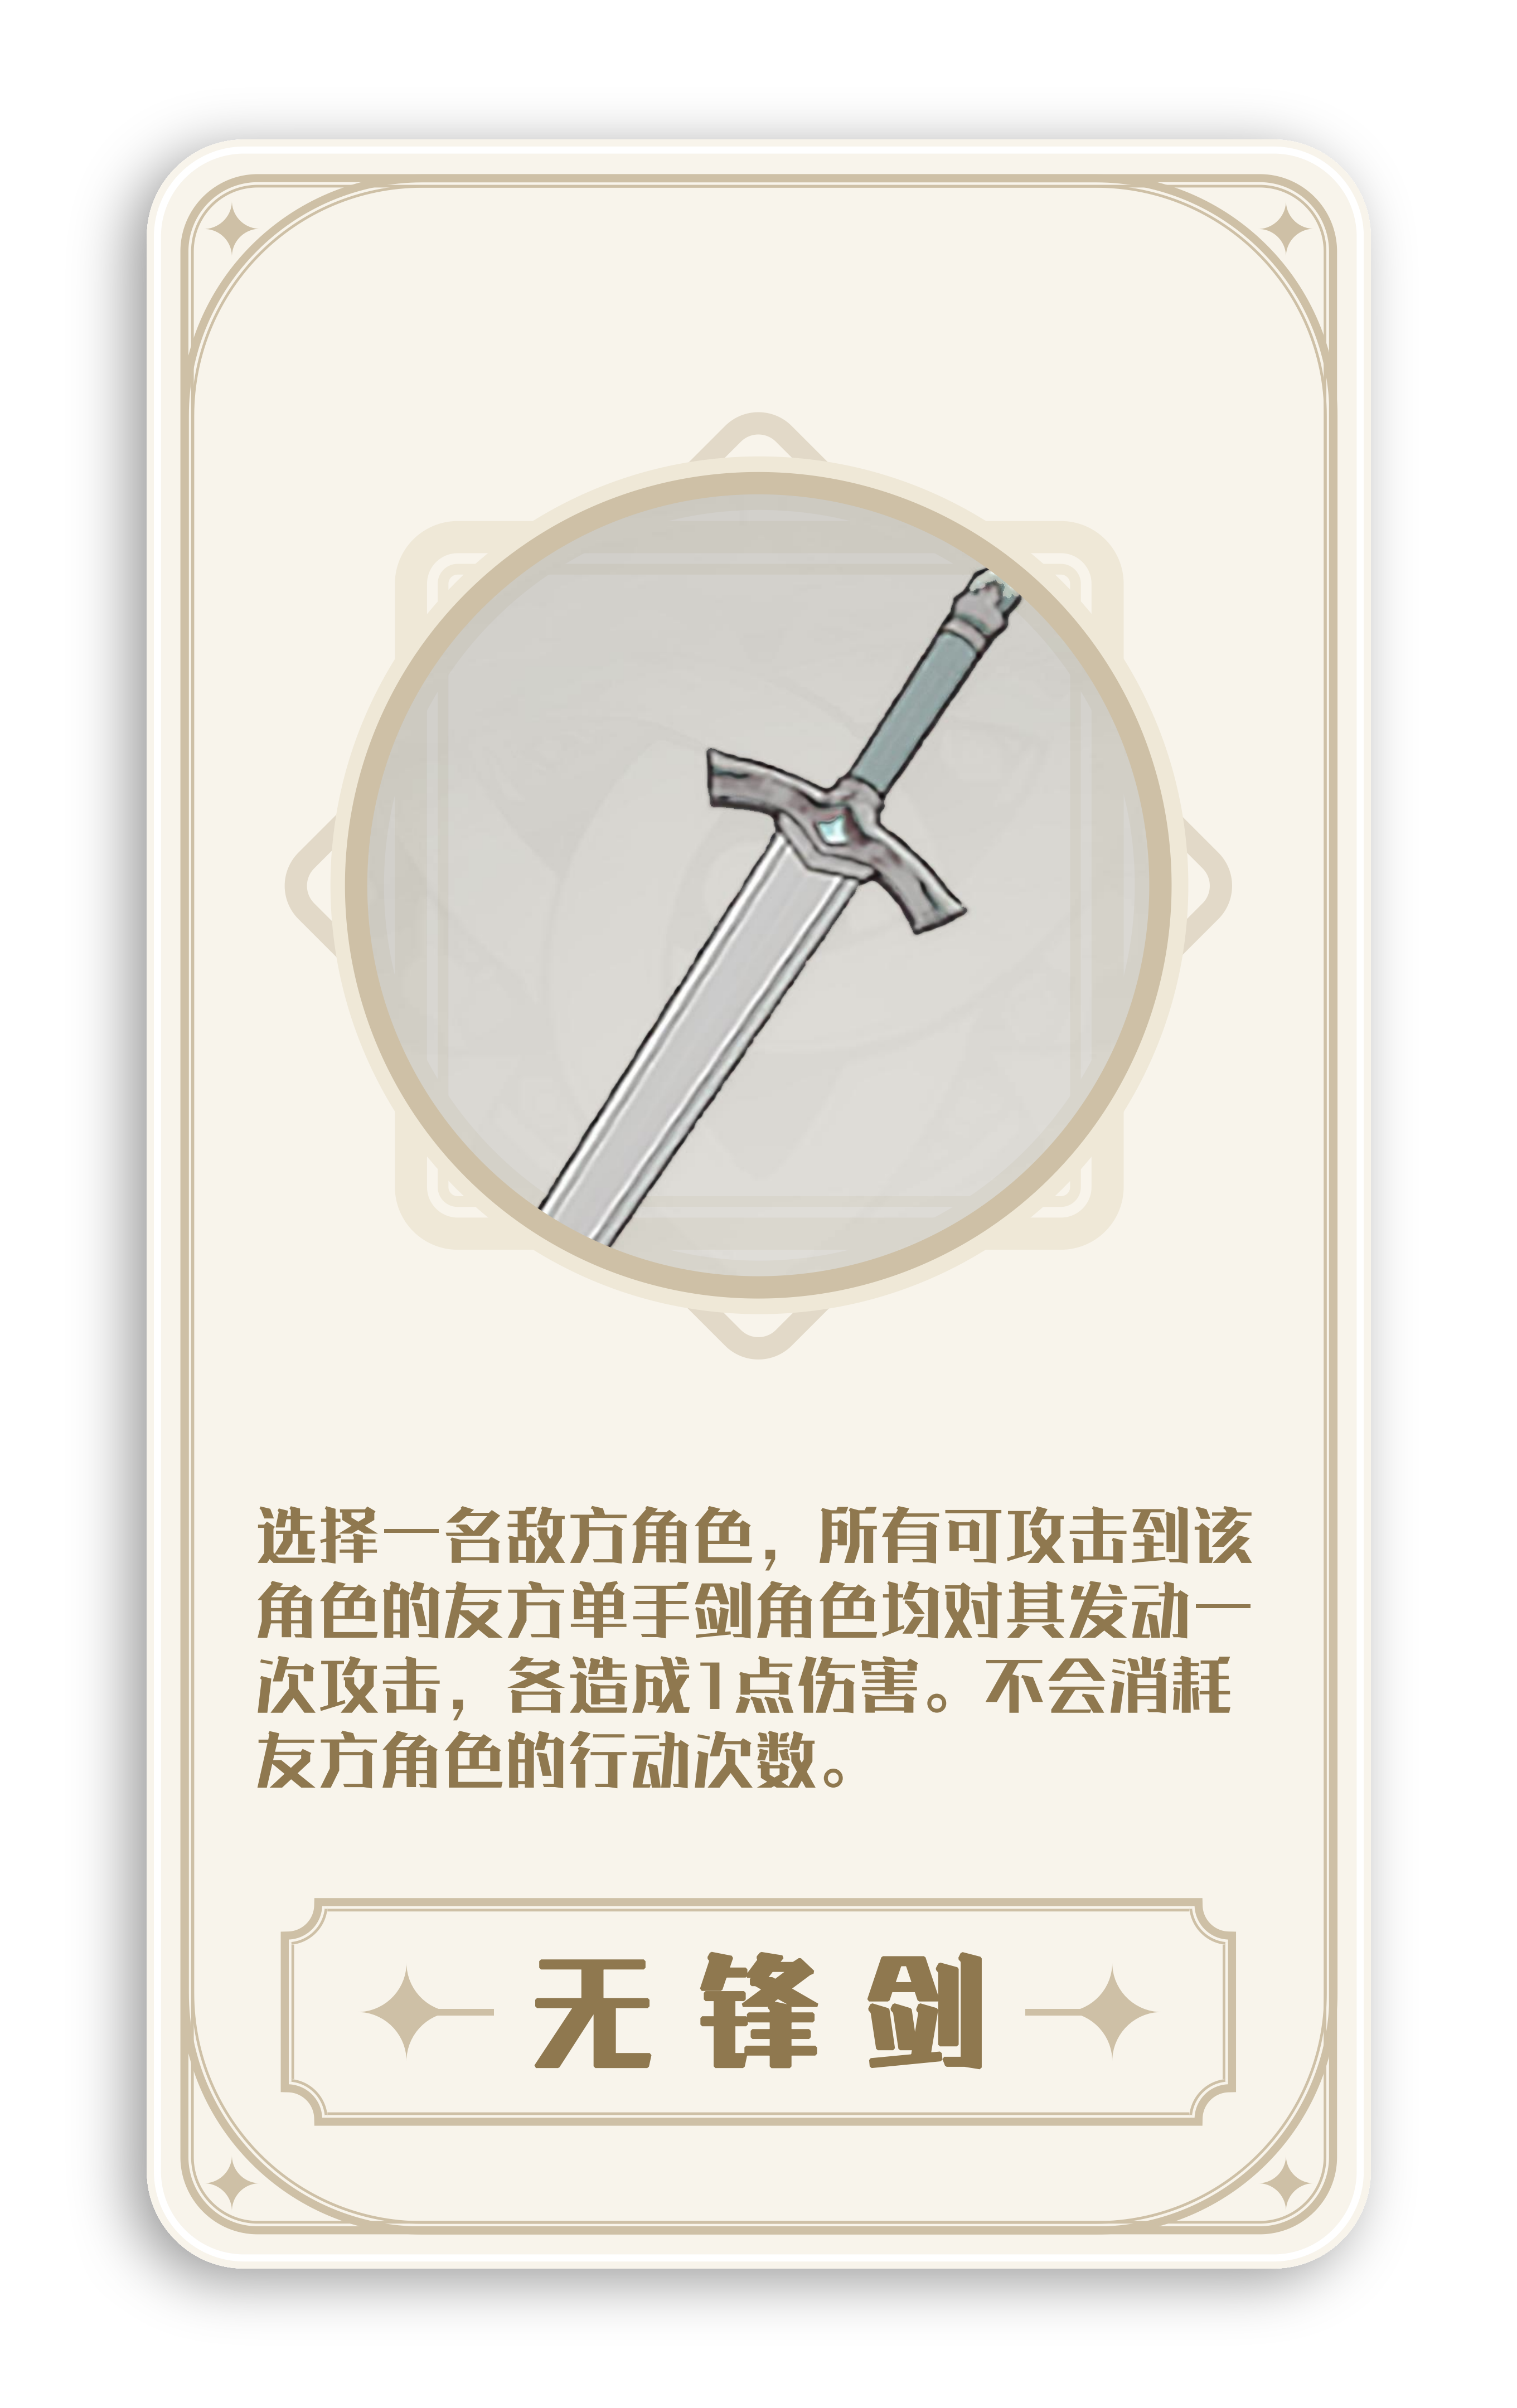 选择一名敌方角色，所有可攻击到该
角色的友方单手剑角色均对其发动一
次攻击，各造成1点伤害。不会消耗
友方角色的行动次数。
无锋剑